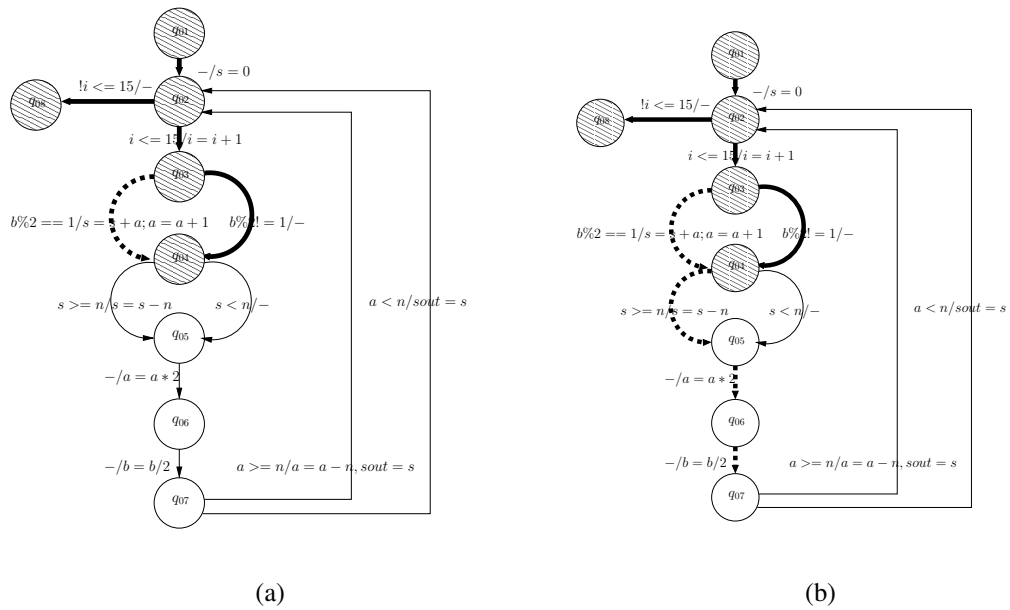 q01
−/s = 0
!i <= 15/−
q08
q02
i <= 15/i = i + 1
q03
b%2 == 1/s = s + a; a = a + 1
b%2! = 1/−
q04
s >= n/s = s − n
s < n/−
a < n/sout = s
q05
−/a = a ∗ 2
q06
−/b = b/2
a >= n/a = a − n, sout = s
q07
(a)
q01
−/s = 0
!i <= 15/−
q08
q02
i <= 15/i = i + 1
q03
b%2 == 1/s = s + a; a = a + 1
b%2! = 1/−
q04
s >= n/s = s − n
s < n/−
a < n/sout = s
q05
−/a = a ∗ 2
q06
−/b = b/2
a >= n/a = a − n, sout = s
q07
(b)